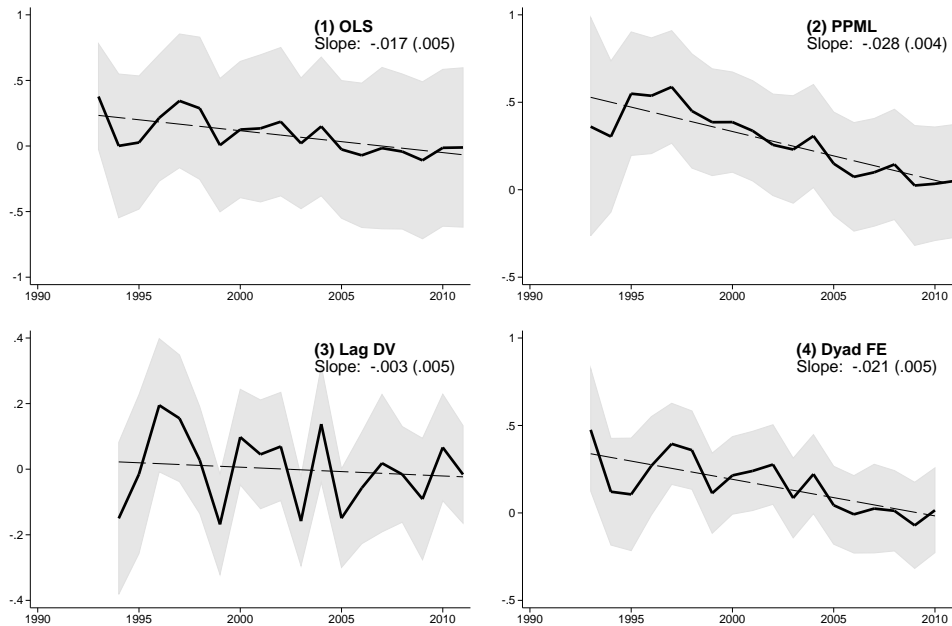 (1) OLS
Slope: -.017 (.005)
1
.5
0
-.5
-1
1990 1995 2000 2005 2010
(2) PPML
Slope: -.028 (.004)
1
.5
0
-.5
1990 1995 2000 2005 2010
(3) Lag DV
Slope: -.003 (.005)
.4
.2
0
-.2
-.4
1990 1995 2000 2005 2010
(4) Dyad FE
Slope: -.021 (.005)
1
.5
0
-.5
1990 1995 2000 2005 2010